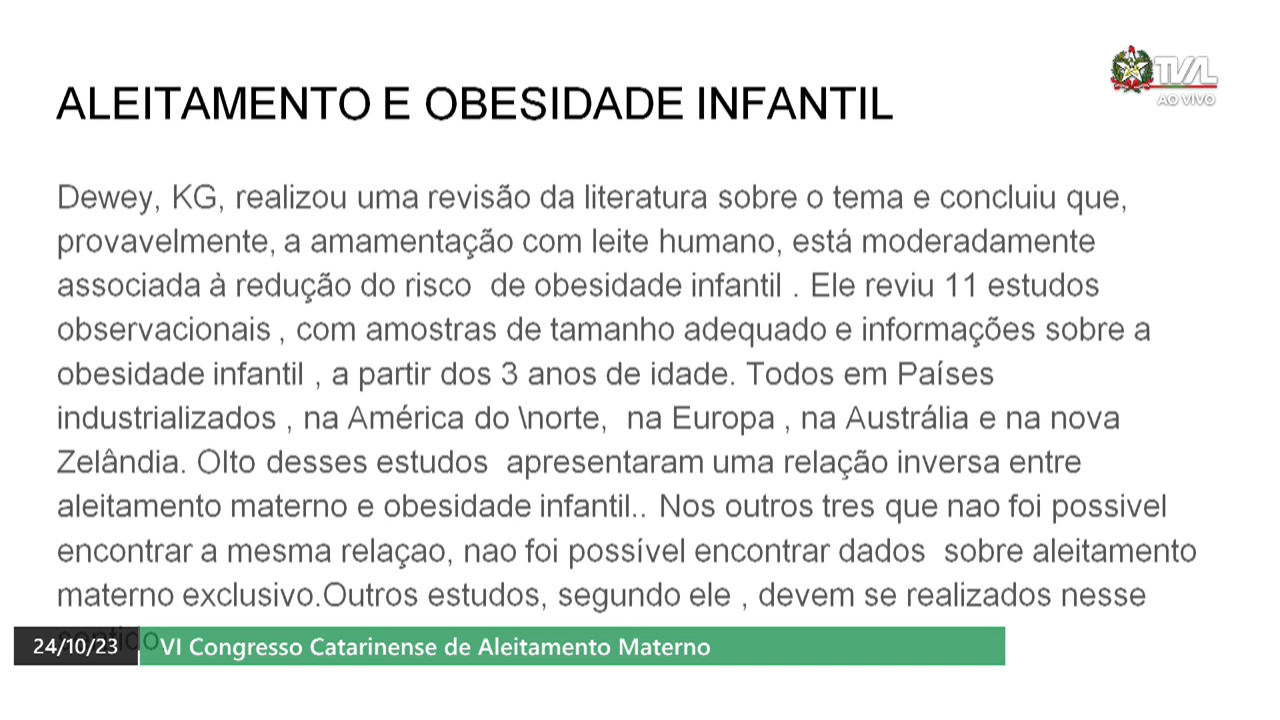 TVAL
AO VIVO
ALEITAMENTO E OBESIDADE INFANTIL
Dewey, KG, realizou uma revisão da literatura sobre o tema e concluiu que,
provavelmente, a amamentação com leite humano, está moderadamente
associada à redução do risco  de obesidade infantil . Ele reviu 11 estudos
observacionais , com amostras de tamanho adequado e informações sobre a
obesidade infantil , a partir dos 3 anos de idade. Todos em Países
industrializados , na América do \norte,  na Europa , na Austrália e na nova
Zelândia. OIto desses estudos  apresentaram uma relação inversa entre
aleitamento materno e obesidade infantil.. Nos outros tres que nao foi possivel
encontrar a mesma relaçao, nao foi possível encontrar dados  sobre aleitamento
materno exclusivo.Outros estudos, segundo ele , devem se realizados nesse
24/10/23 VI Congresso Catarinense de Aleitamento Materno